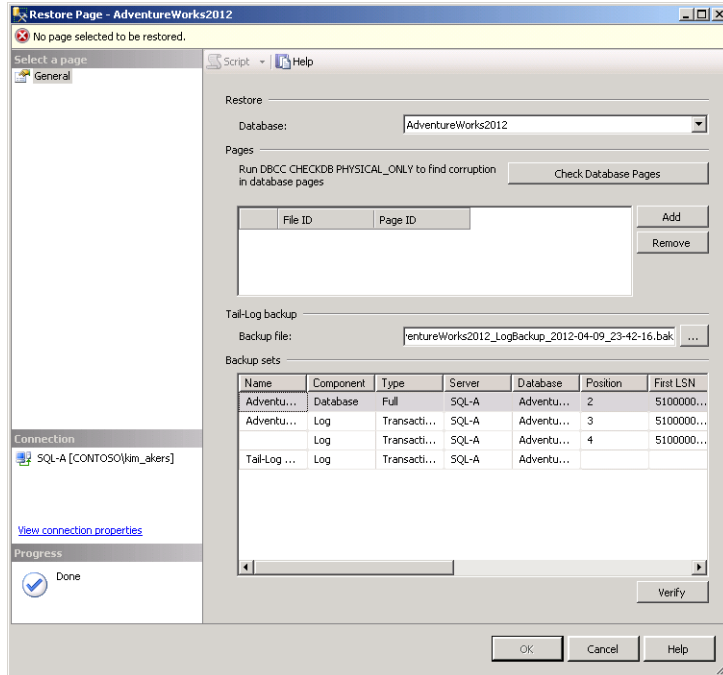 Restore Page - AdventureWorks2012
No page selected to be restored.
Select a page
General
Script
Help
Restore
Database:
AdventureWorks2012
Pages
Run DBCC CHECKDB PHYSICAL_ONLY to find corruption
in database pages
Check Database Pages
File ID Page ID
Add
Remove
Tail-Log backup
Backup file:
entureWorks2012_LogBackup_2012-04-09_23-42-16.bak
...
Backup sets
Name Component Type Server Database Position First LSN
Adventu... Database Full SQL-A Adventu... 2 5100000...
Adventu... Log Transacti... SQL-A Adventu... 3 5100000...
Log Transacti... SQL-A Adventu... 4 5100000...
Tail-Log ... Log Transacti... SQL-A Adventu...
Connection
SQL-A [CONTOSO\kim_akers]
View connection properties
Progress
Done
Verify
OK
Cancel
Help